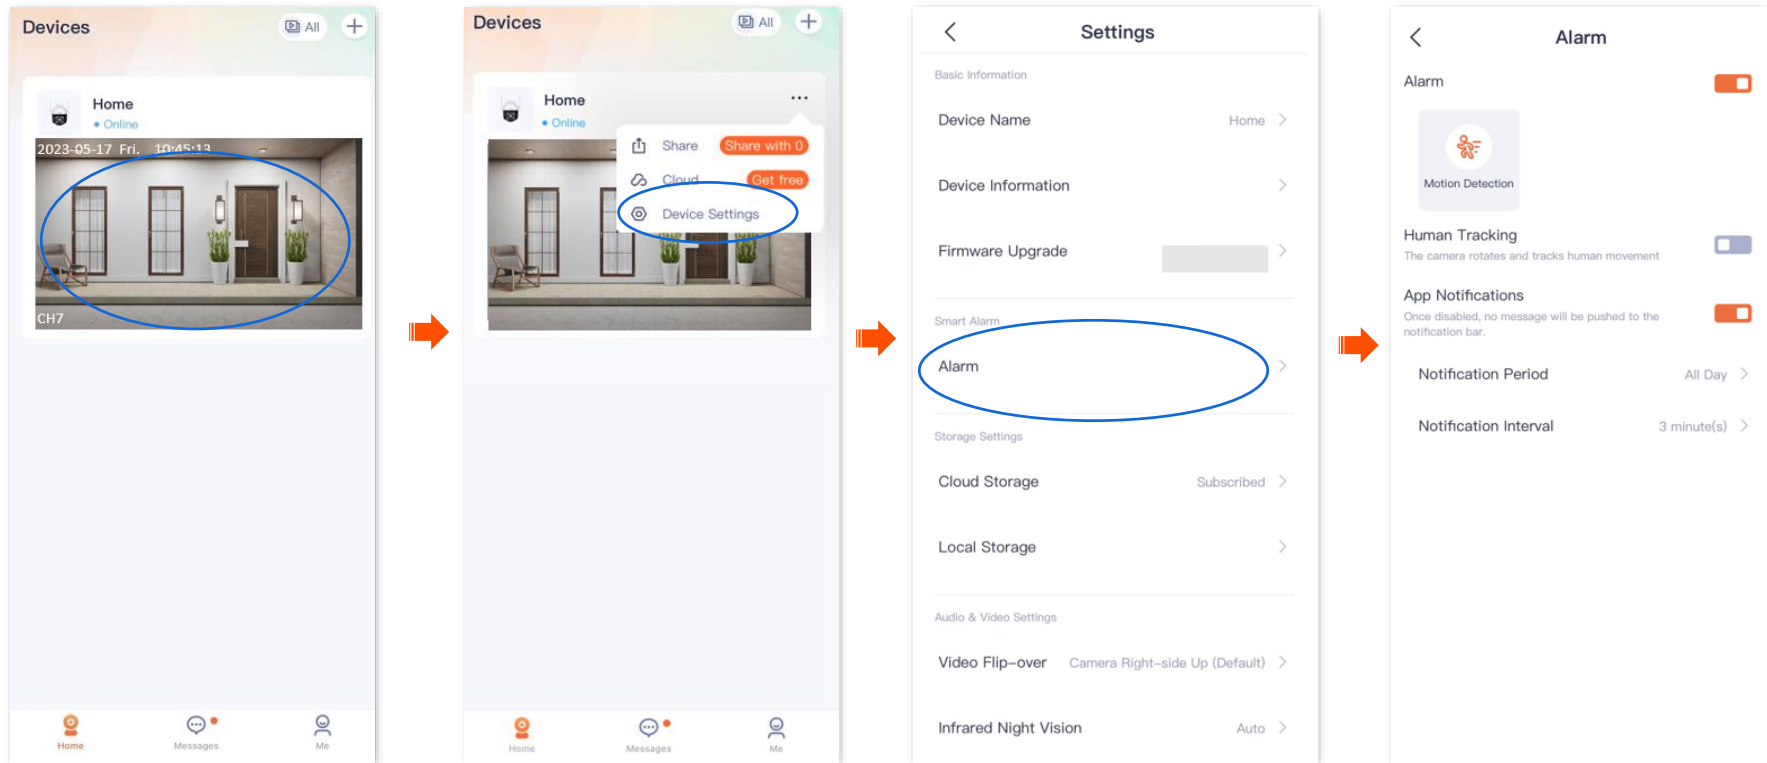 Devices
All
Home
Online
2023-05-17 Fri. 10:45:13
CH7
Home
Messages
Me
Devices
All
Home
Online
Share
Share with 0
Cloud
Get free
Device Settings
Home
Messages
Me
Settings
Basic Information
Device Name
Home
Device Information
Firmware Upgrade
Smart Alarm
Alarm
Storage Settings
Cloud Storage
Subscribed
Local Storage
Audio & Video Settings
Video Flip-over
Camera Right-side Up (Default)
Infrared Night Vision
Auto
Alarm
Alarm
Motion Detection
Human Tracking
The camera rotates and tracks human movement
App Notifications
Once disabled, no message will be pushed to the
notification bar.
Notification Period
All Day
Notification Interval
3 minute(s)